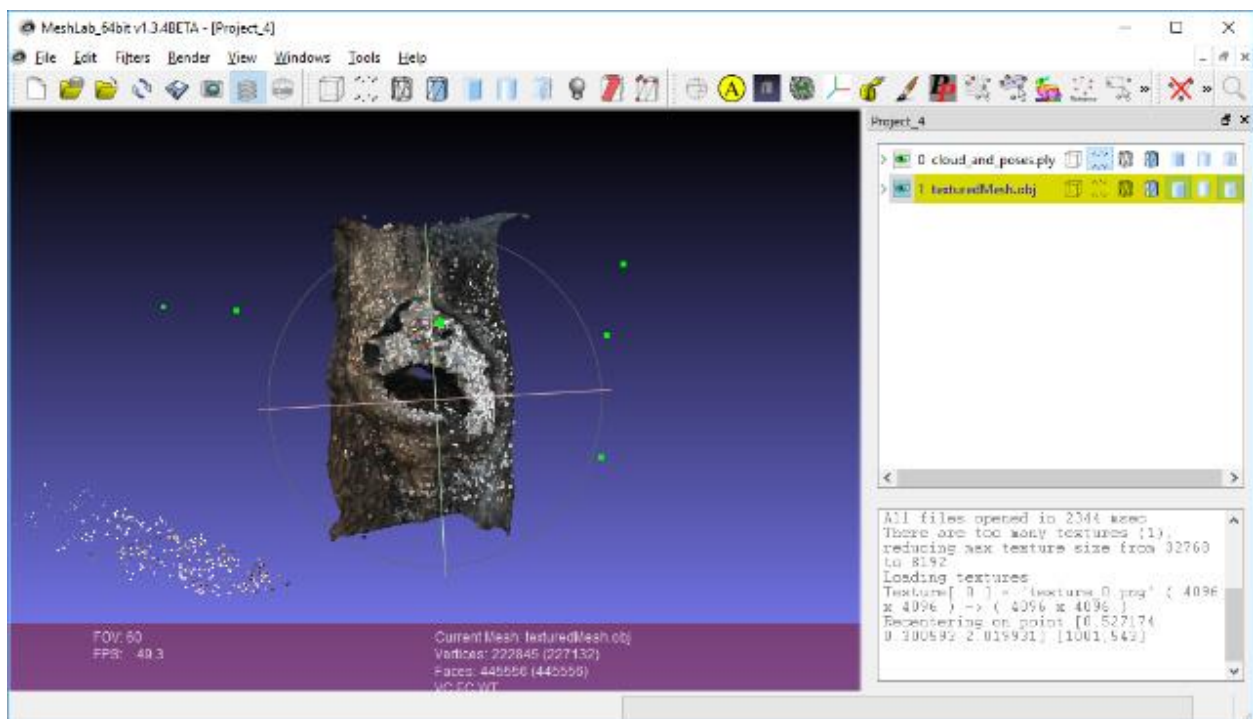 MeshLab_64bit v1.3.4BETA - [Project_4]
File Edit Filters Render View Windows Tools Help
Project_4
0 cloud_and_poses.ply
1 texturedMesh.obj
All files opened in 2344 msec
There are too many textures (1),
reducing max texture size from 32768
to 8192
Loading textures
Texture[ 0 ] = 'texture_0.png' ( 4096
x 4096 ) -> ( 4096 x 4096 )
Recentering on point [0.527174
0.300593 2.019931] [1001,543]
FOV: 60
FPS: 49.3
Current Mesh: texturedMesh.obj
Vertices: 222845 (227132)
Faces: 445556 (445556)
VC FC WT